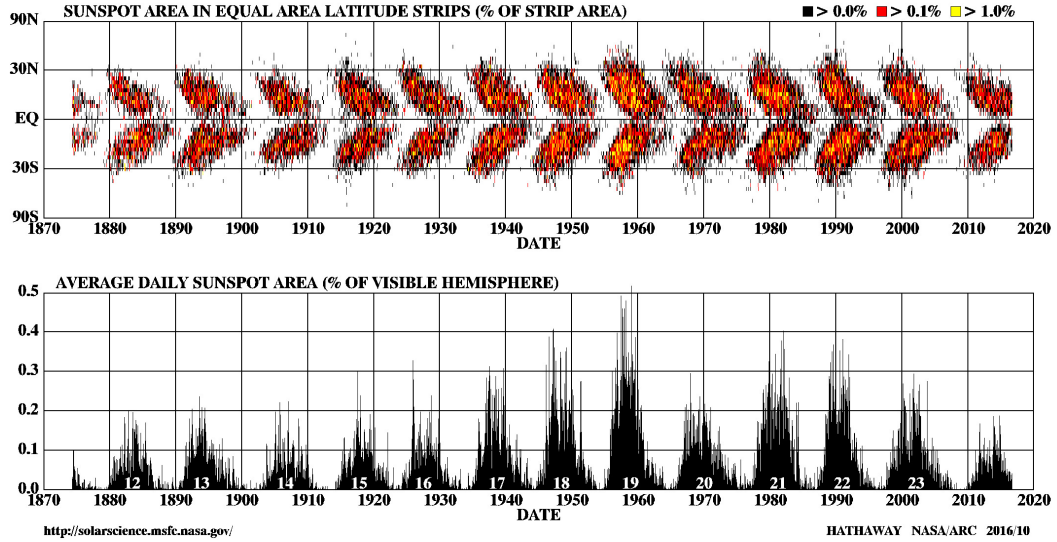 SUNSPOT AREA IN EQUAL AREA LATITUDE STRIPS (% OF STRIP AREA)
> 0.0% > 0.1% > 1.0%
90N
30N
EQ
30S
90S
1870 1880 1890 1900 1910 1920 1930 1940 1950 1960 1970 1980 1990 2000 2010 2020
DATE
AVERAGE DAILY SUNSPOT AREA (% OF VISIBLE HEMISPHERE)
0.5
0.4
0.3
0.2
0.1
0.0
12 13 14 15 16 17 18 19 20 21 22 23
1870 1880 1890 1900 1910 1920 1930 1940 1950 1960 1970 1980 1990 2000 2010 2020
DATE
http://solarscience.msfc.nasa.gov/
HATHAWAY NASA/ARC 2016/10